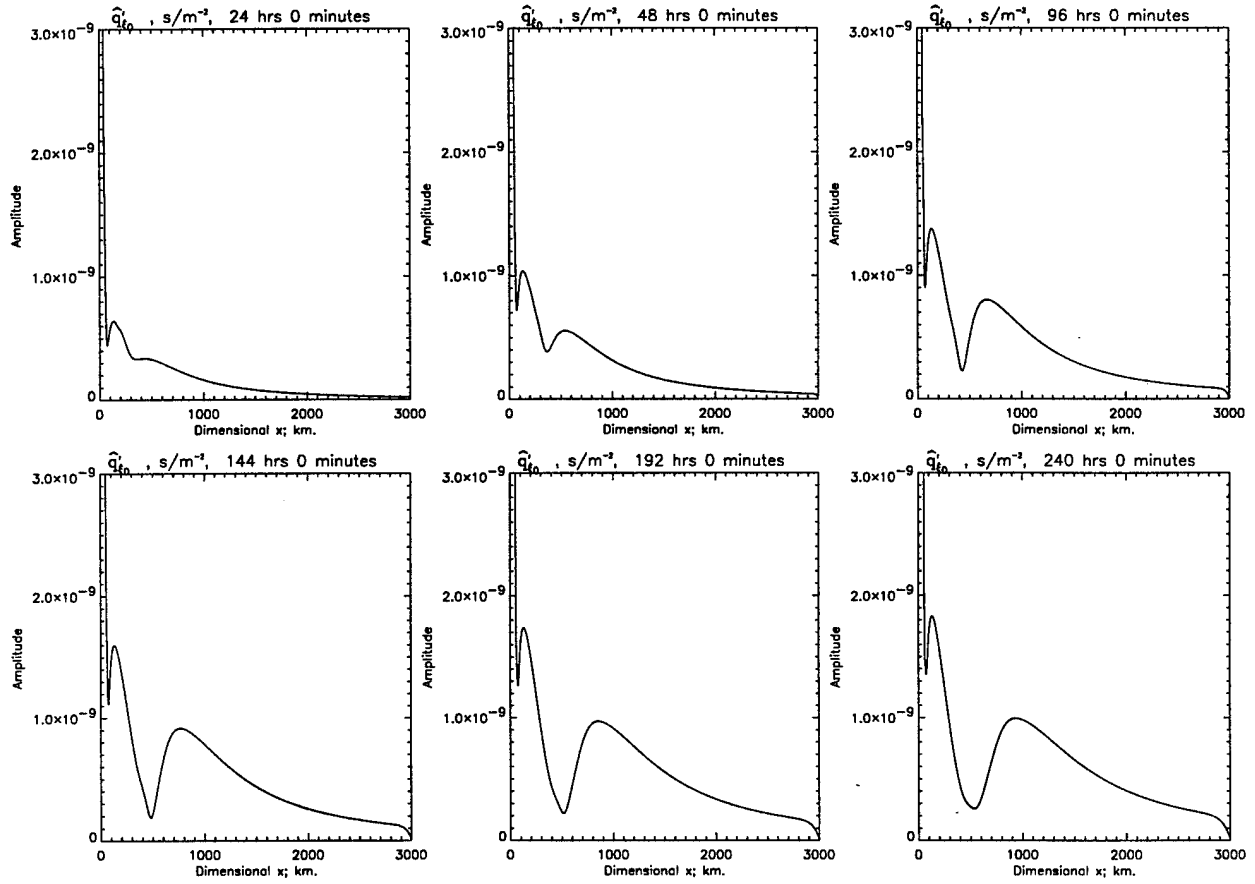 q̂'ℓ₀ , s/m⁻², 24 hrs 0 minutes
3.0×10⁻⁹
2.0×10⁻⁹
1.0×10⁻⁹
0
Amplitude
0 1000 2000 3000
Dimensional x; km.
q̂'ℓ₀ , s/m⁻², 48 hrs 0 minutes
3.0×10⁻⁹
2.0×10⁻⁹
1.0×10⁻⁹
0
Amplitude
0 1000 2000 3000
Dimensional x; km.
q̂'ℓ₀ , s/m⁻², 96 hrs 0 minutes
3.0×10⁻⁹
2.0×10⁻⁹
1.0×10⁻⁹
0
Amplitude
0 1000 2000 3000
Dimensional x; km.
q̂'ℓ₀ , s/m⁻², 144 hrs 0 minutes
3.0×10⁻⁹
2.0×10⁻⁹
1.0×10⁻⁹
0
Amplitude
0 1000 2000 3000
Dimensional x; km.
q̂'ℓ₀ , s/m⁻², 192 hrs 0 minutes
3.0×10⁻⁹
2.0×10⁻⁹
1.0×10⁻⁹
0
Amplitude
0 1000 2000 3000
Dimensional x; km.
q̂'ℓ₀ , s/m⁻², 240 hrs 0 minutes
3.0×10⁻⁹
2.0×10⁻⁹
1.0×10⁻⁹
0
Amplitude
0 1000 2000 3000
Dimensional x; km.